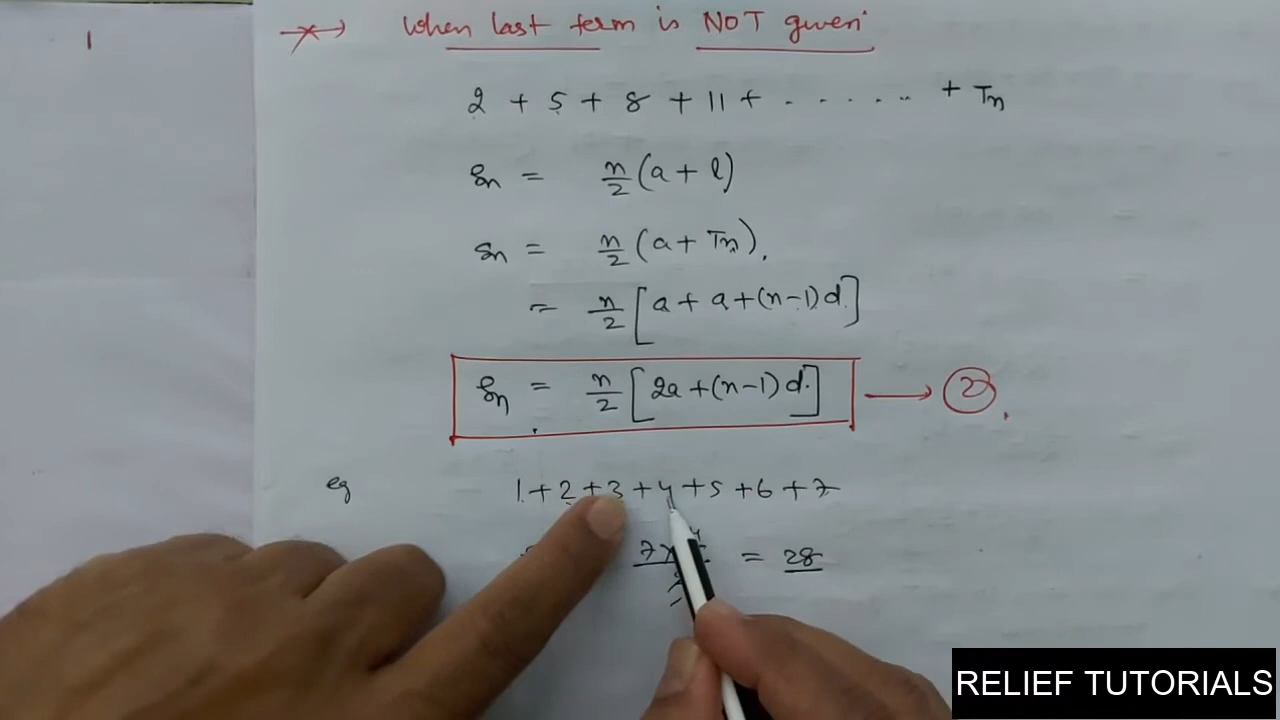 When last term is NOT given
2 + 5 + 8 + 11 + ........ + Tn
Sn = n/2 (a + l)
Sn = n/2 (a + Tn).
= n/2 [a + a + (n-1)d]
Sn = n/2 [2a + (n-1)d] → 2
eg 1 + 2 + 3 + 4 + 5 + 6 + 7
= 28
RELIEF TUTORIALS